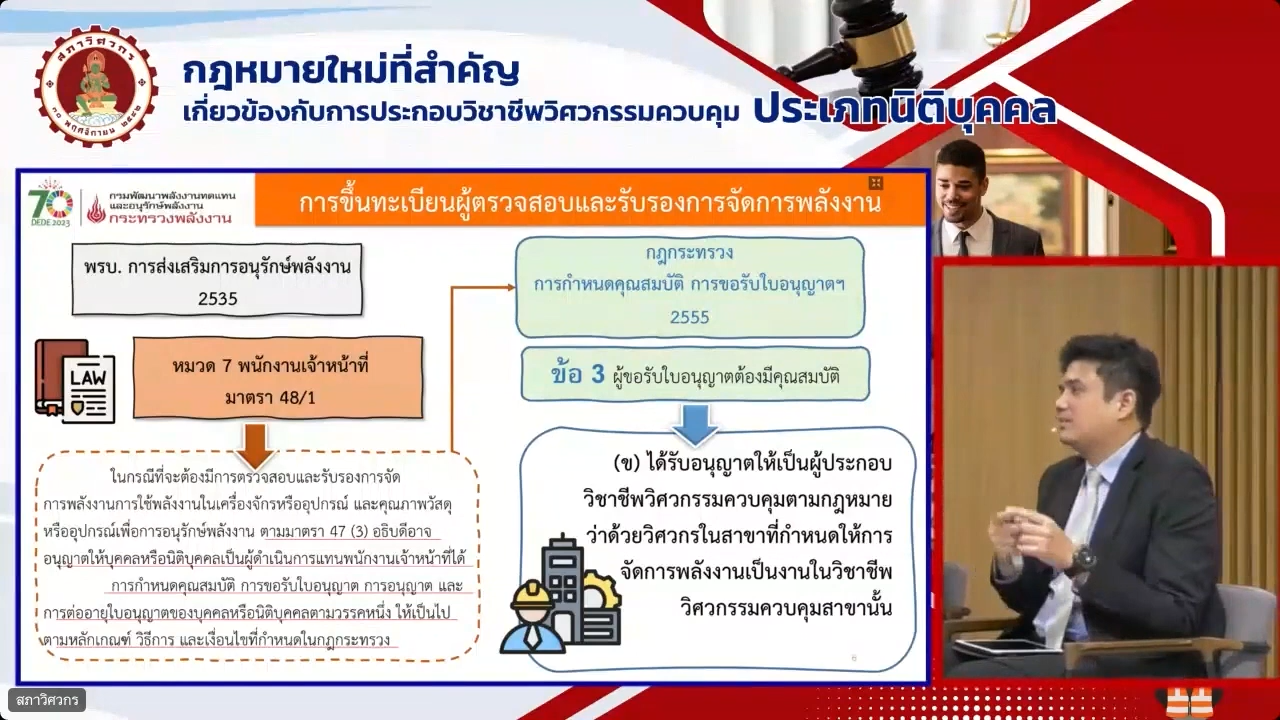 สภาวิศวกร
๓๐ พฤศจิกายน ๒๕๔๒
กฎหมายใหม่ที่สำคัญ
เกี่ยวข้องกับการประกอบวิชาชีพวิศวกรรมควบคุม ประเภทนิติบุคคล
70
DEDE 2023
กรมพัฒนาพลังงานทดแทน
และอนุรักษ์พลังงาน
กระทรวงพลังงาน
การขึ้นทะเบียนผู้ตรวจสอบและรับรองการจัดการพลังงาน
พรบ. การส่งเสริมการอนุรักษ์พลังงาน
2535
LAW
หมวด 7 พนักงานเจ้าหน้าที่
มาตรา 48/1
ในกรณีที่จะต้องมีการตรวจสอบและรับรองการจัด
การพลังงานการใช้พลังงานในเครื่องจักรหรืออุปกรณ์ และคุณภาพวัสดุ
หรืออุปกรณ์เพื่อการอนุรักษ์พลังงาน ตามมาตรา 47 (3) อธิบดีอาจ
อนุญาตให้บุคคลหรือนิติบุคคลเป็นผู้ดำเนินการแทนพนักงานเจ้าหน้าที่ได้
การกำหนดคุณสมบัติ การขอรับใบอนุญาต การอนุญาต และ
การต่ออายุใบอนุญาตของบุคคลหรือนิติบุคคลตามวรรคหนึ่ง ให้เป็นไป
ตามหลักเกณฑ์ วิธีการ และเงื่อนไขที่กำหนดในกฎกระทรวง
กฎกระทรวง
การกำหนดคุณสมบัติ การขอรับใบอนุญาตฯ
2555
ข้อ 3 ผู้ขอรับใบอนุญาตต้องมีคุณสมบัติ
(ข) ได้รับอนุญาตให้เป็นผู้ประกอบ
วิชาชีพวิศวกรรมควบคุมตามกฎหมาย
ว่าด้วยวิศวกรในสาขาที่กำหนดให้การ
จัดการพลังงานเป็นงานในวิชาชีพ
วิศวกรรมควบคุมสาขานั้น
6
สภาวิศวกร